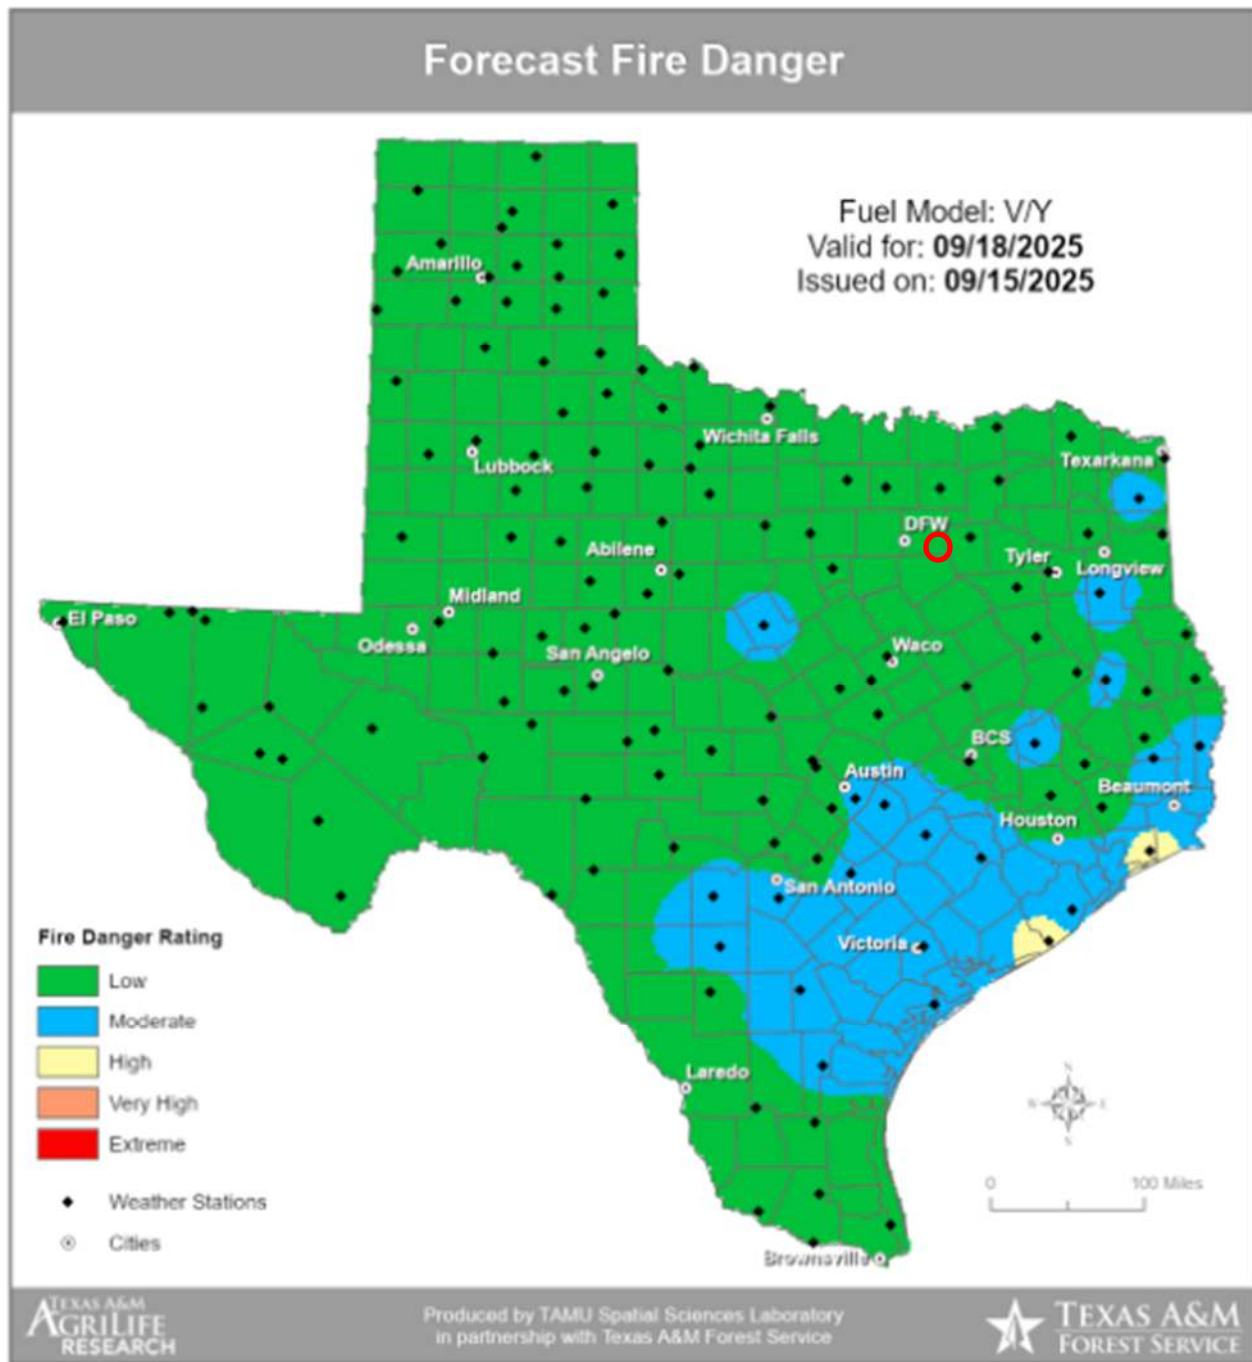 Forecast Fire Danger
Fuel Model: V/Y
Valid for: 09/18/2025
Issued on: 09/15/2025
Amarillo
Wichita Falls
Lubbock
Texarkana
DFW
Abilene
Tyler
Longview
Midland
El Paso
Odessa
San Angelo
Waco
BCS
Austin
Beaumont
Houston
San Antonio
Victoria
Laredo
Brownsville
Fire Danger Rating
Low
Moderate
High
Very High
Extreme
Weather Stations
Cities
N
W
E
S
0
100 Miles
TEXAS A&M
AGRILIFE
RESEARCH
Produced by TAMU Spatial Sciences Laboratory
in partnership with Texas A&M Forest Service
TEXAS A&M
FOREST SERVICE